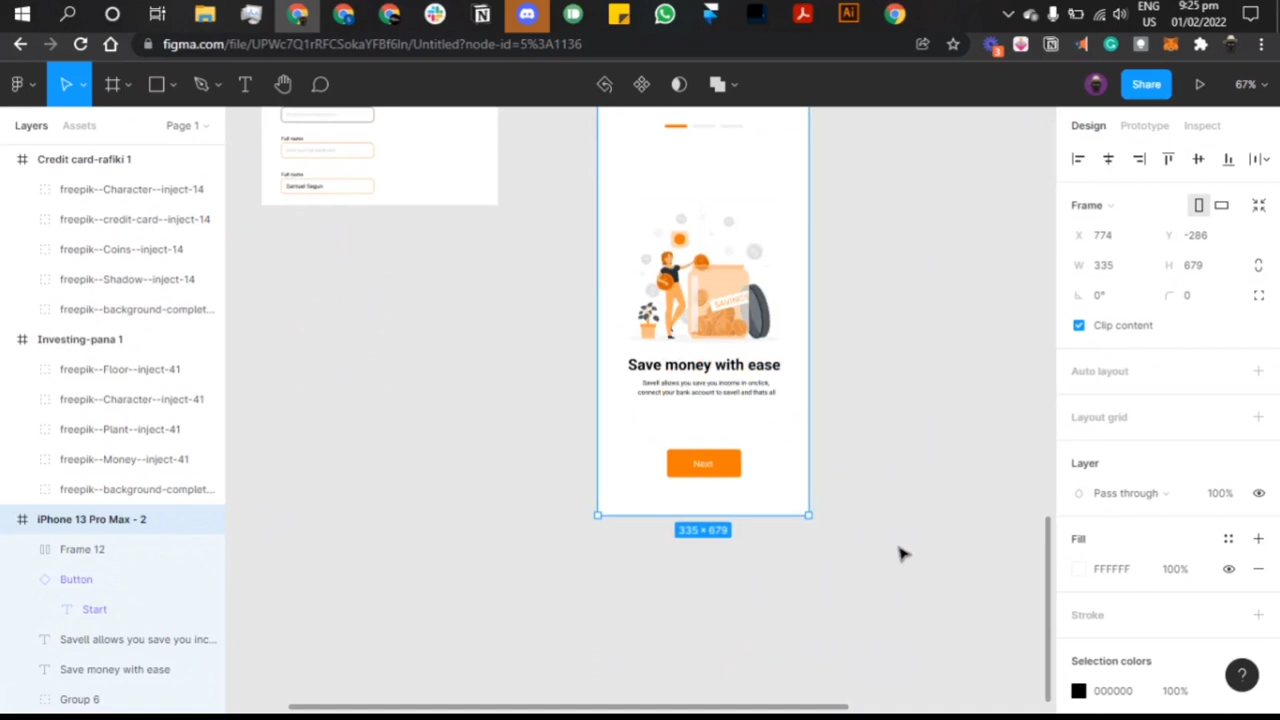 ENG
US
9:25 PM
01/02/2022
figma.com/file/UPWc7Q1rRFCSokaYFBf6ln/Untitled?node-id=5%3A1136
3
Share
67%
Layers
Assets
Page 1
Credit card-rafiki 1
freepik--Character--inject-14
freepik--credit-card--inject-14
freepik--Coins--inject-14
freepik--Shadow--inject-14
freepik--background-complet...
Investing-pana 1
freepik--Floor--inject-41
freepik--Character--inject-41
freepik--Plant--inject-41
freepik--Money--inject-41
freepik--background-complet...
iPhone 13 Pro Max - 2
Frame 12
Button
Start
Savell allows you save you inc...
Save money with ease
Group 6
Full name
Full name
Samuel Segun
SAVINGS
Save money with ease
Savell allows you save you income in onclick,
connect your bank account to savell and thats all
Next
335 × 679
Design
Prototype
Inspect
Frame
X 774 Y -286
W 335 H 679
0° 0
Clip content
Auto layout
Layout grid
Layer
Pass through 100%
Fill
FFFFFF 100%
Stroke
Selection colors
000000 100%
?